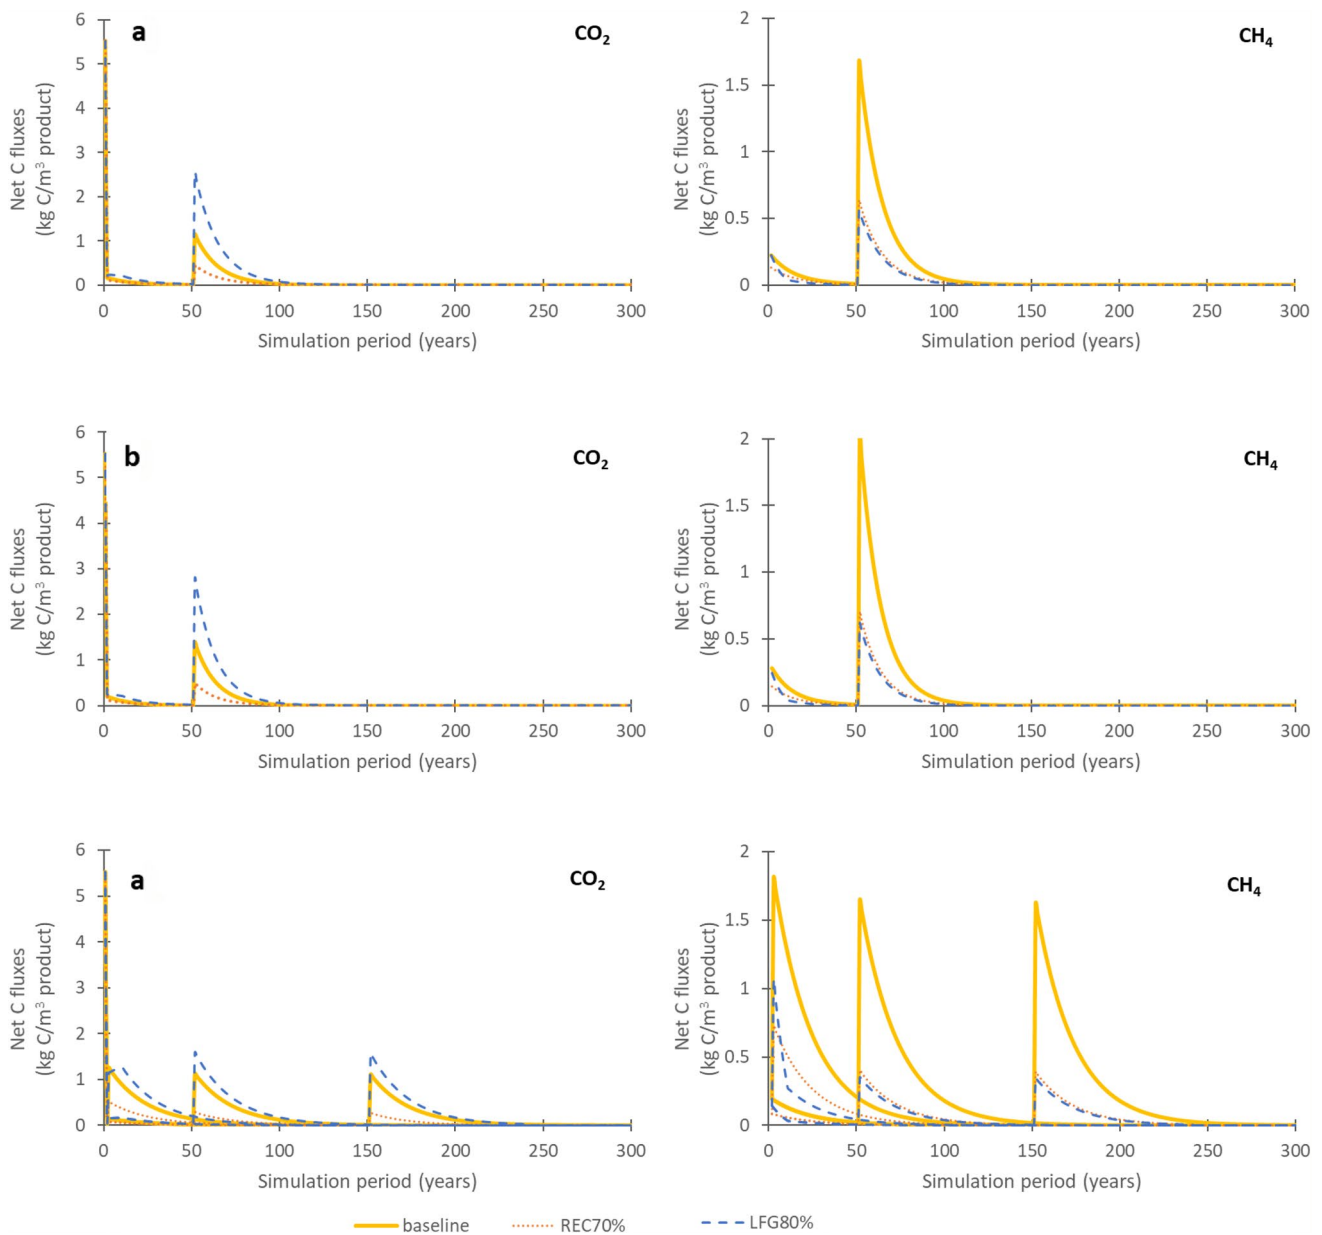 a
CO₂
Net C fluxes
(kg C/m³ product)
6
5
4
3
2
1
0
0 50 100 150 200 250 300
Simulation period (years)
CH₄
Net C fluxes
(kg C/m³ product)
2
1.5
1
0.5
0
0 50 100 150 200 250 300
Simulation period (years)
b
CO₂
Net C fluxes
(kg C/m³ product)
6
5
4
3
2
1
0
0 50 100 150 200 250 300
Simulation period (years)
CH₄
Net C fluxes
(kg C/m³ product)
2
1.5
1
0.5
0
0 50 100 150 200 250 300
Simulation period (years)
a
CO₂
Net C fluxes
(kg C/m³ product)
6
5
4
3
2
1
0
0 50 100 150 200 250 300
Simulation period (years)
CH₄
Net C fluxes
(kg C/m³ product)
2
1.5
1
0.5
0
0 50 100 150 200 250 300
Simulation period (years)
baseline REC70% LFG80%